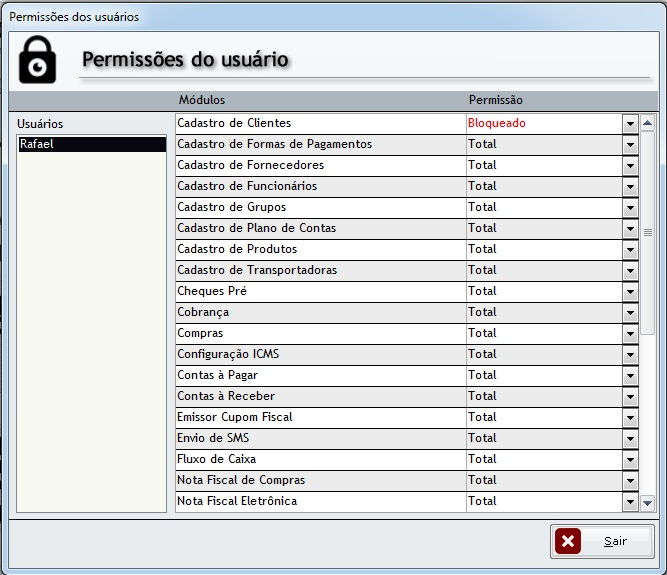 Permissões dos usuários
Permissões do usuário
Módulos Permissão
Usuários
Rafael
Cadastro de Clientes Bloqueado
Cadastro de Formas de Pagamentos Total
Cadastro de Fornecedores Total
Cadastro de Funcionários Total
Cadastro de Grupos Total
Cadastro de Plano de Contas Total
Cadastro de Produtos Total
Cadastro de Transportadoras Total
Cheques Pré Total
Cobrança Total
Compras Total
Configuração ICMS Total
Contas à Pagar Total
Contas à Receber Total
Emissor Cupom Fiscal Total
Envio de SMS Total
Fluxo de Caixa Total
Nota Fiscal de Compras Total
Nota Fiscal Eletrônica Total
Sair